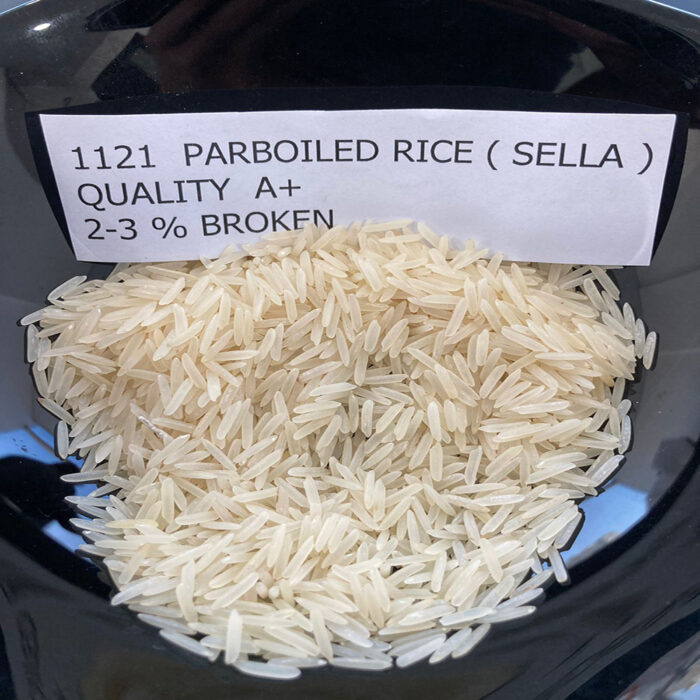 1121 PARBOILED RICE ( SELLA )
QUALITY A+
2-3 % BROKEN